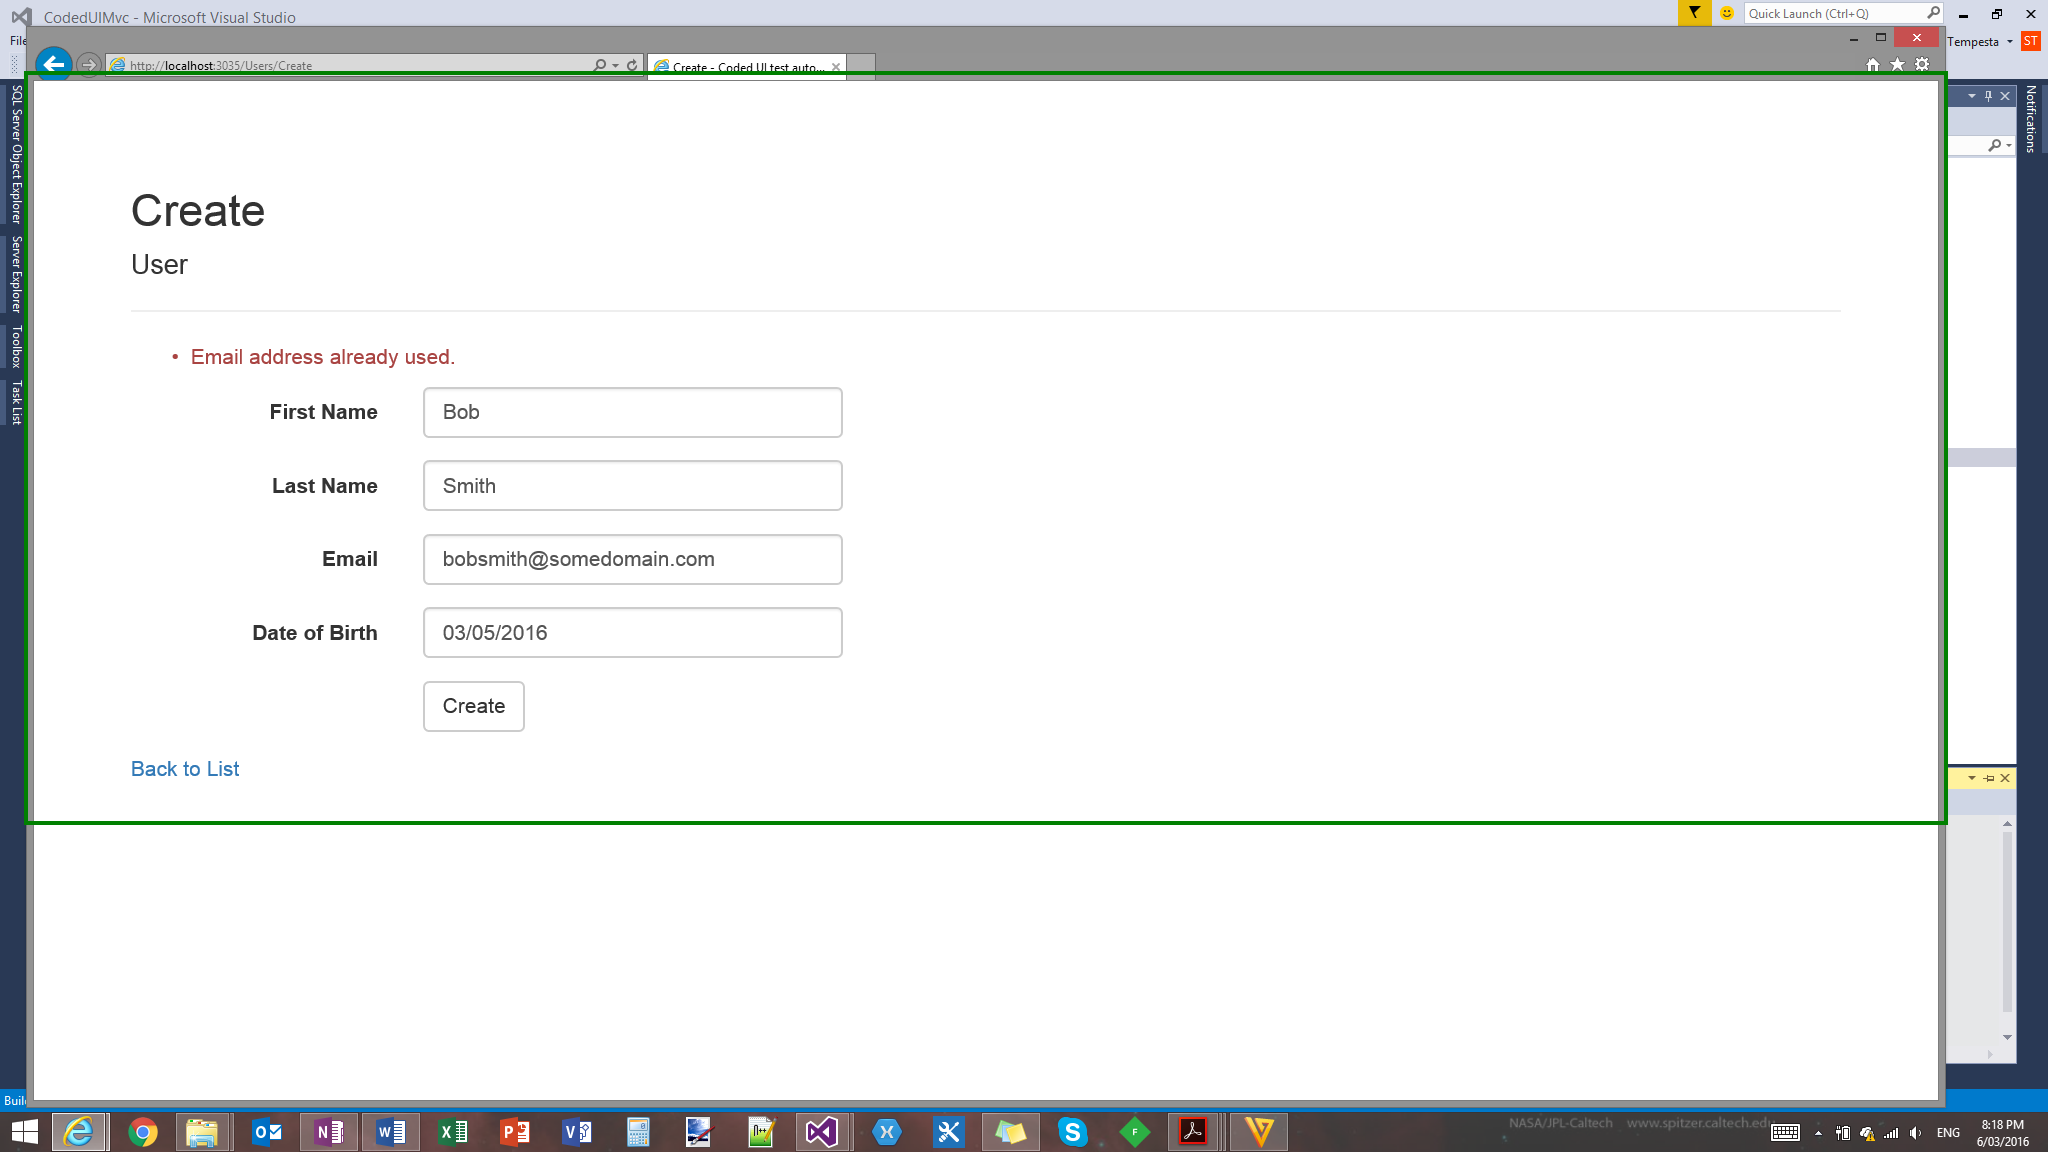 CodedUIMvc - Microsoft Visual Studio
Quick Launch (Ctrl+Q)
File
Tempesta
ST
http://localhost:3035/Users/Create
Create - Coded UI test auto...
SQL Server Object Explorer
Server Explorer
Toolbox
Task List
Notifications
Create
User
• Email address already used.
First Name
Bob
Last Name
Smith
Email
bobsmith@somedomain.com
Date of Birth
03/05/2016
Create
Back to List
NASA/JPL-Caltech www.spitzer.caltech.ed
ENG
8:18 PM
6/03/2016